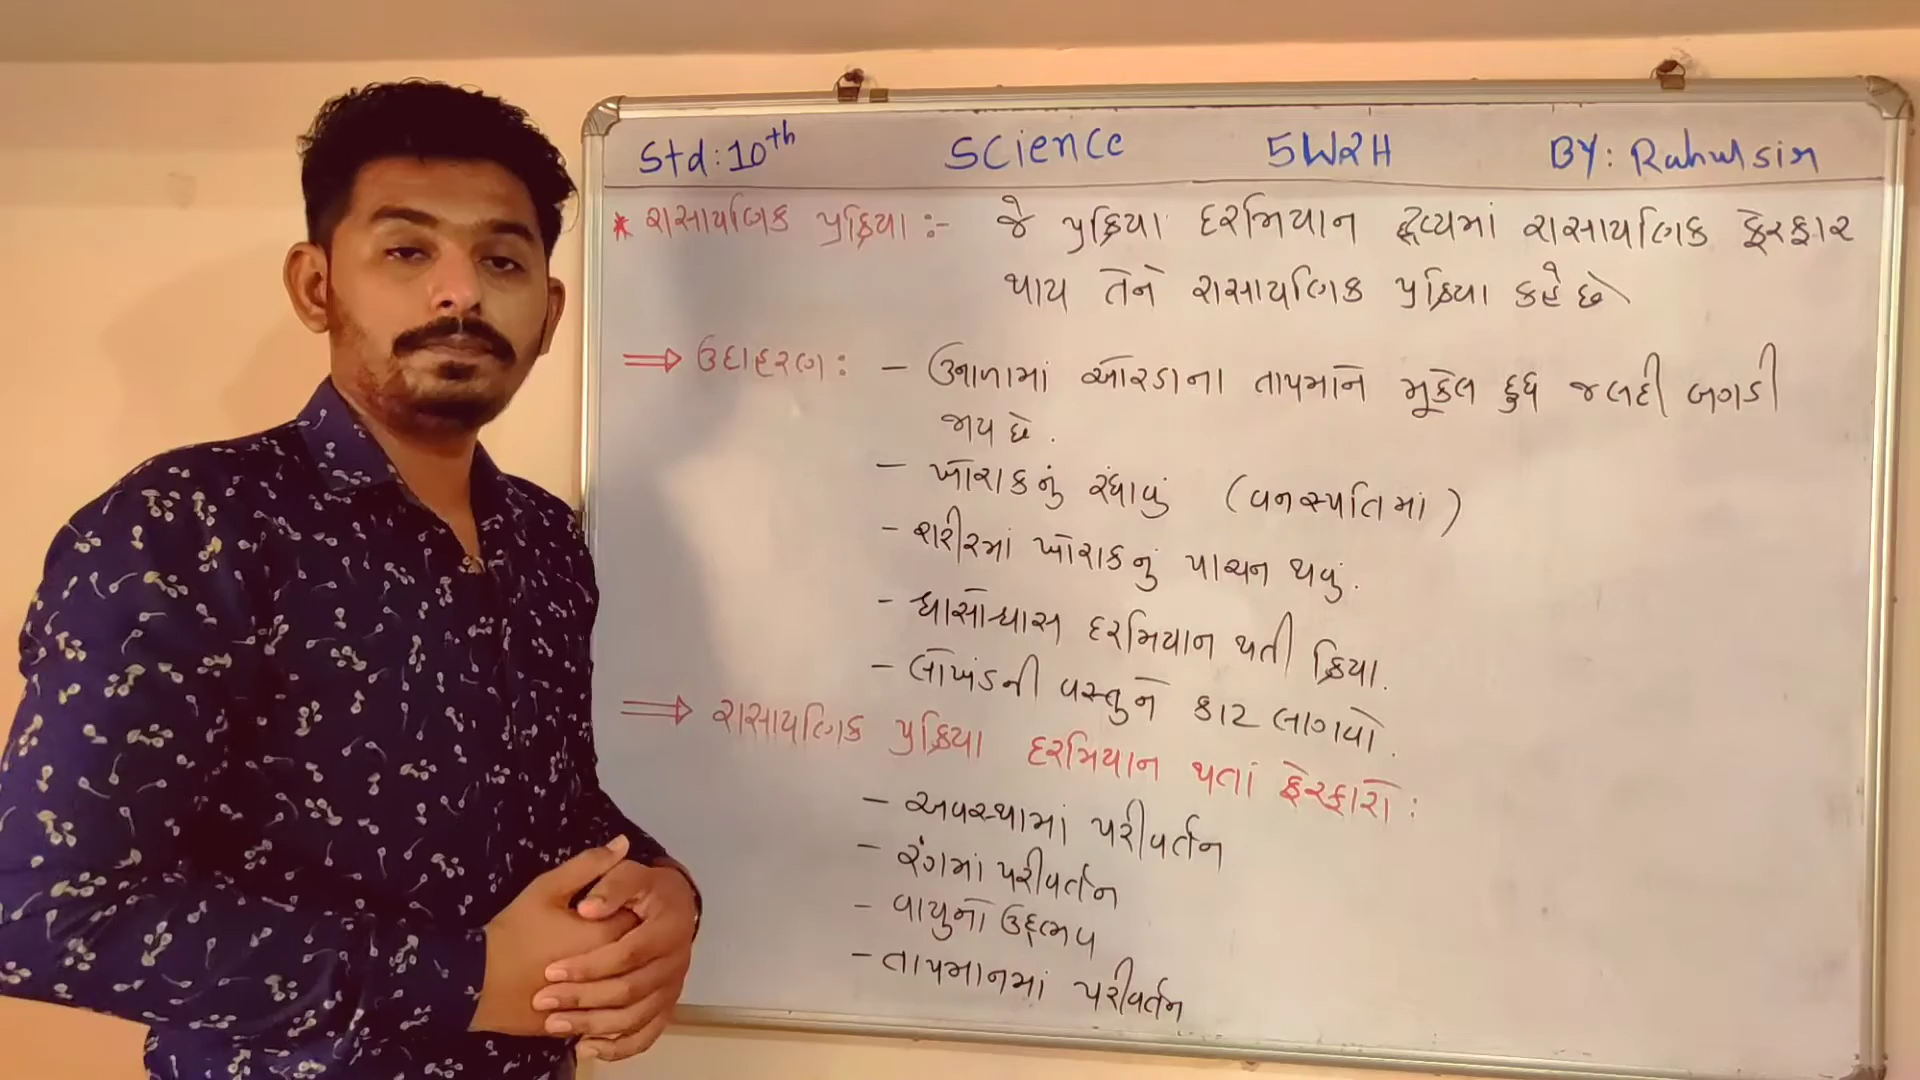 Std:10th Science 5W2H BY: Rahul sir
* રાસાયણિક પ્રક્રિયા :- જે પ્રક્રિયા દરમિયાન દ્રવ્યમાં રાસાયણિક ફેરફાર
થાય તેને રાસાયણિક પ્રક્રિયા કહે છે
⇒ ઉદાહરણ : - ઉનાળામાં ઓરડાના તાપમાને મૂકેલ દુધ જલદી બગડી
જાય છે.
- ખોરાકનું રંધાવું (વનસ્પતિમાં)
- શરીરમાં ખોરાકનું પાચન થવું.
- શ્વાસોશ્વાસ દરમિયાન થતી ક્રિયા.
- લોખંડની વસ્તુને કાટ લાગવો.
⇒ રાસાયણિક પ્રક્રિયા દરમિયાન થતાં ફેરફારો :
- અવસ્થામાં પરીવર્તન
- રંગમાં પરીવર્તન
- વાયુનો ઉદ્દભવ
- તાપમાનમાં પરીવર્તન